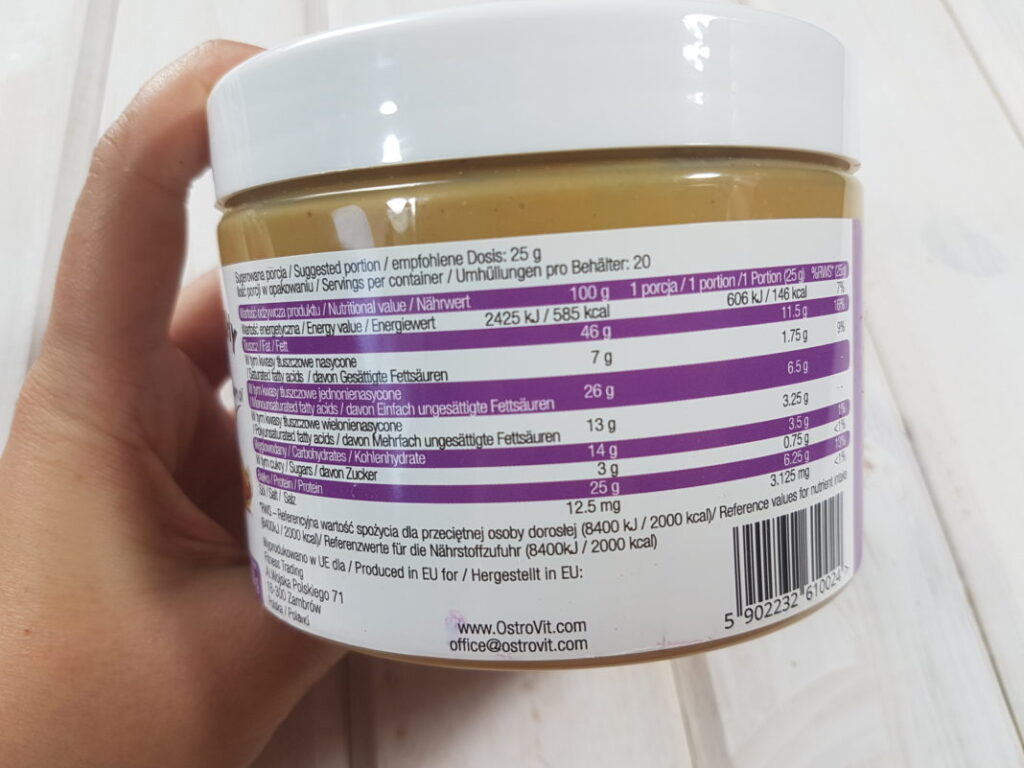 Sugerowana porcja / Suggested portion / empfohlene Dosis: 25 g
Ilość porcji w opakowaniu / Servings per container / Umhüllungen pro Behälter: 20
Wartość odżywcza produktu / Nutritional value / Nährwert 100 g 1 porcja / 1 portion /1 Portion (25 g) %RWS* (25g)
Wartość energetyczna / Energy value / Energiewert 2425 kJ / 585 kcal 606 kJ / 146 kcal 7%
Tłuszcz / Fat / Fett 46 g 11.5 g 16%
W tym kwasy tłuszczowe nasycone
/ Saturated fatty acids / davon Gesättigte Fettsäuren 7 g 1.75 g 9%
W tym kwasy tłuszczowe jednonienasycone
/ Monounsaturated fatty acids / davon Einfach ungesättigte Fettsäuren 26 g 6.5 g -
W tym kwasy tłuszczowe wielonienasycone
/ Polyunsaturated fatty acids / davon Mehrfach ungesättigte Fettsäuren 13 g 3.25 g --
Węglowodany / Carbohydrates / Kohlenhydrate 14 g 3.5 g 1%
W tym cukry / Sugars / davon Zucker 3 g 0.75 g <1%
Białko / Protein / Protein 25 g 6.25 g 13%
Sól / Salt / Salz 12.5 mg 3.125 mg <1%
*RWS – Referencyjna wartość spożycia dla przeciętnej osoby dorosłej (8400 kJ / 2000 kcal)/ Reference values for nutrient intake
(8400kJ / 2000 kcal)/ Referenzwerte für die Nährstoffzufuhr (8400kJ / 2000 kcal)
Wyprodukowano w UE dla / Produced in EU for / Hergestellt in EU:
Fitness Trading
Al.Wojska Polskiego 71
18-300 Zambrów
Polska / Poland
www.OstroVit.com
office@ostrovit.com
5 902232 610024 >